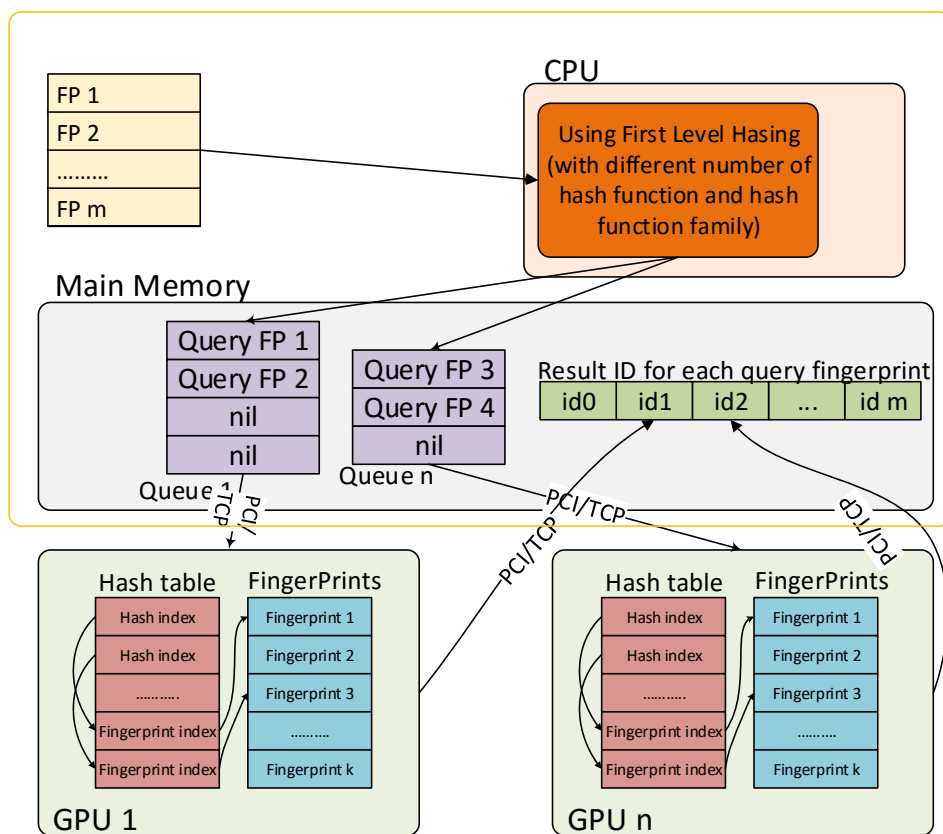 FP 1
FP 2
.........
FP m
CPU
Using First Level Hasing
(with different number of
hash function and hash
function family)
Main Memory
Query FP 1
Query FP 2
nil
nil
Queue 1
Query FP 3
Query FP 4
nil
Queue n
Result ID for each query fingerprint
id0
id1
id2
...
id m
PCI/
TCP
PCI/TCP
PCI/TCP
PCI/TCP
Hash table
Hash index
Hash index
...........
Fingerprint index
Fingerprint index
FingerPrints
Fingerprint 1
Fingerprint 2
Fingerprint 3
..........
Fingerprint k
GPU 1
Hash table
Hash index
Hash index
...........
Fingerprint index
Fingerprint index
FingerPrints
Fingerprint 1
Fingerprint 2
Fingerprint 3
..........
Fingerprint k
GPU n